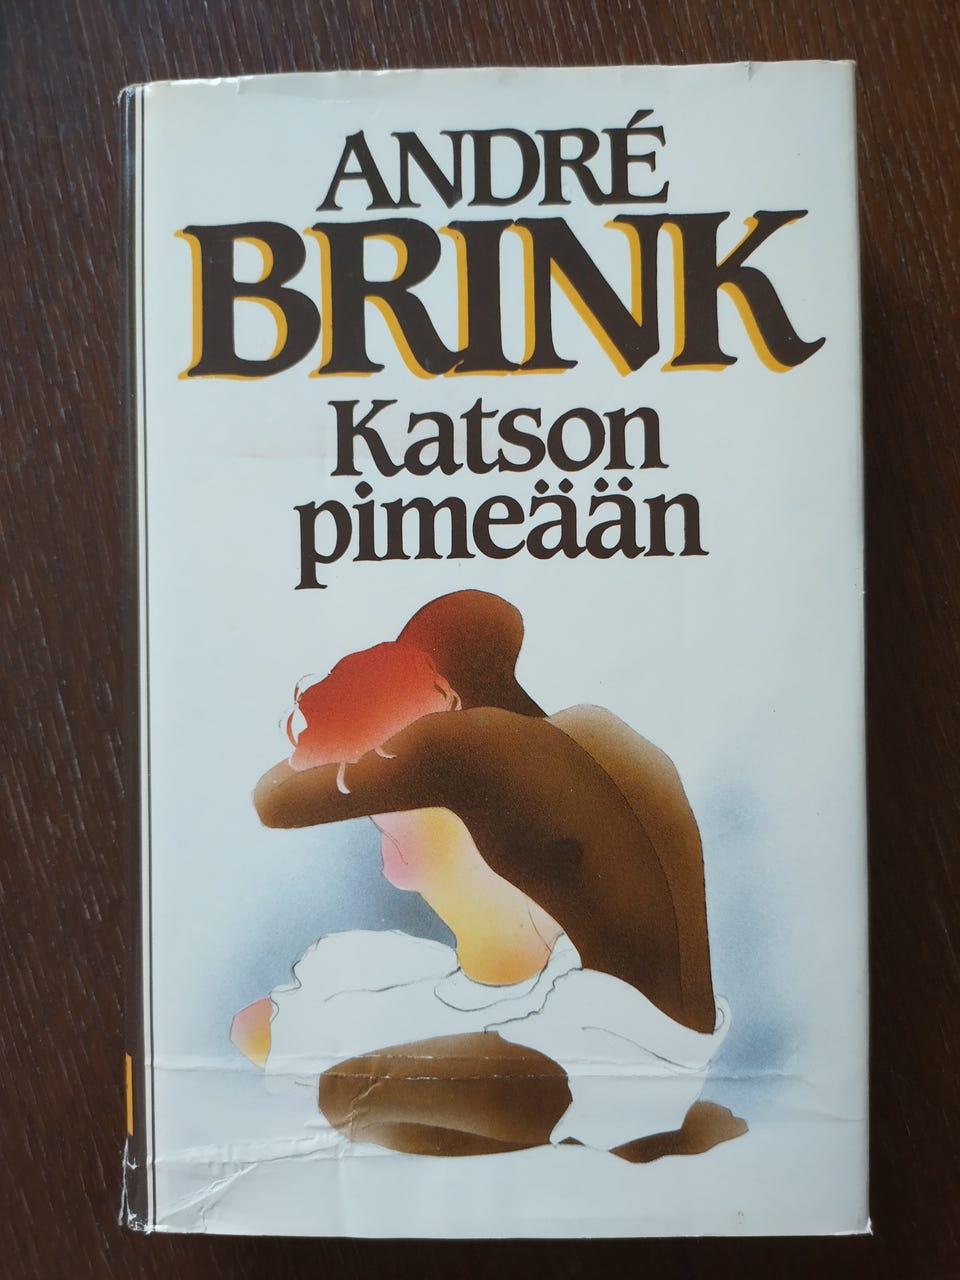 ANDRÉ
BRINK
Katson
pimeään